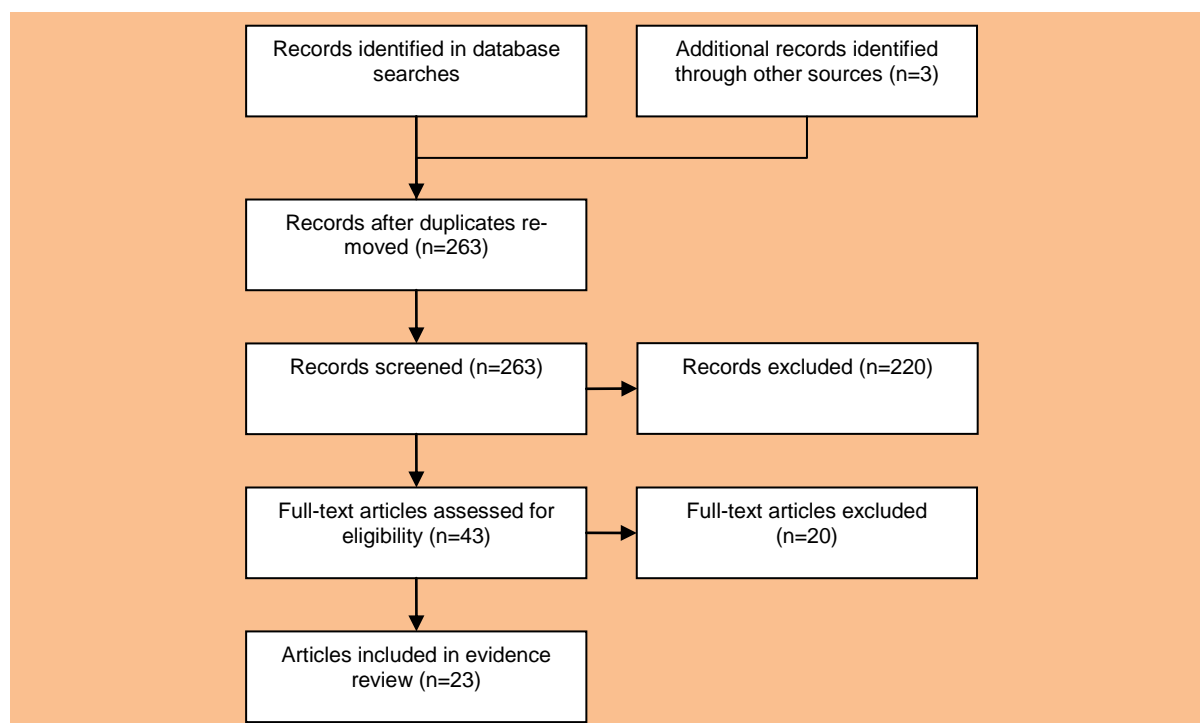 Records identified in database
searches
Additional records identified
through other sources (n=3)
Records after duplicates re-
moved (n=263)
Records screened (n=263)
Records excluded (n=220)
Full-text articles assessed for
eligibility (n=43)
Full-text articles excluded
(n=20)
Articles included in evidence
review (n=23)